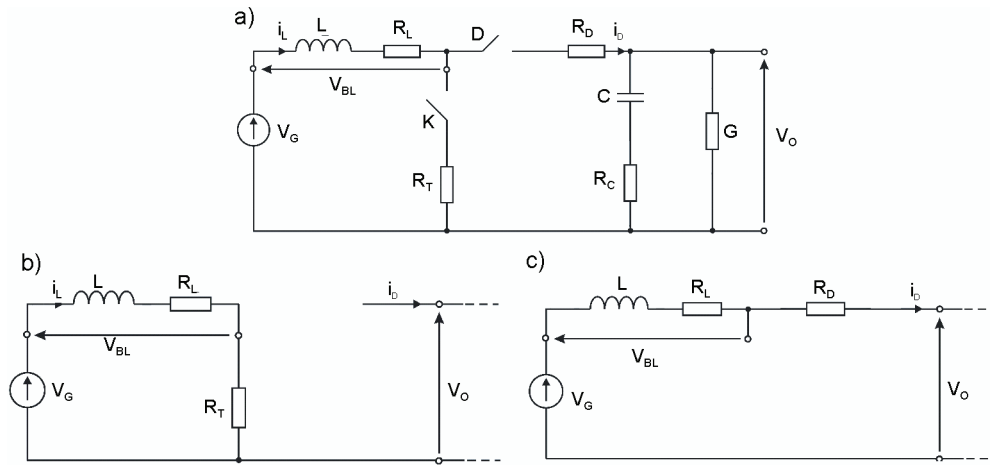 a)
i_L L R_L D R_D i_D
V_BL
C
K
V_G G V_O
R_T R_C
b)
i_L L R_L i_D
V_BL
V_G R_T V_O
c)
L R_L R_D i_D
V_BL
V_G V_O